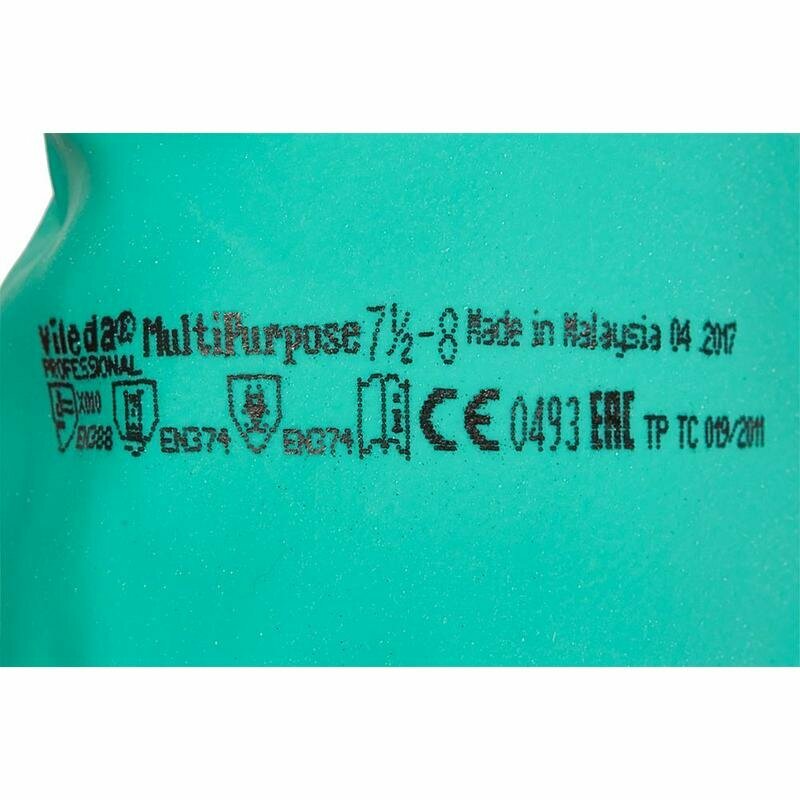 Vileda® MultiPurpose 7½-8 Made in Malaysia 04 2017
PROFESSIONAL
X010 EN388 EN374 EN374 CE 0493 EAC TP TC 019/2011